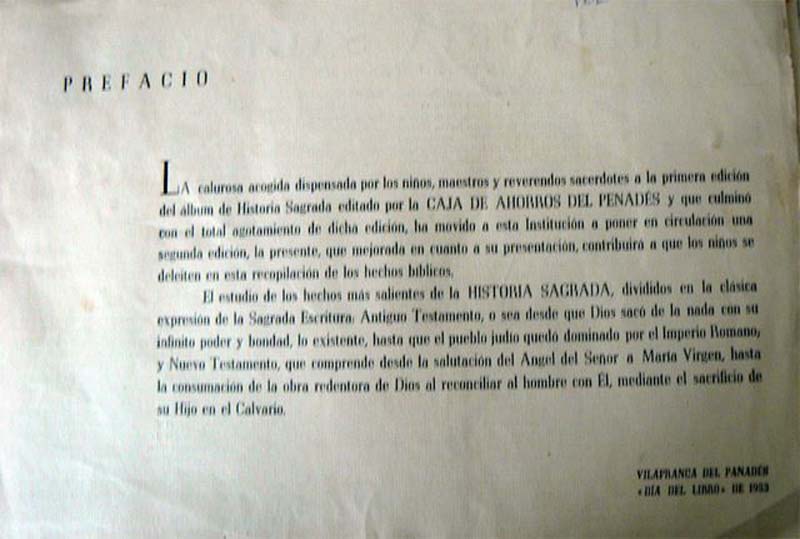 PREFACIO
LA calurosa acogida dispensada por los niños, maestros y reverendos sacerdotes a la primera edición
del álbum de Historia Sagrada editado por la CAJA DE AHORROS DEL PENADÉS y que culminó
con el total agotamiento de dicha edición, ha movido a esta Institución a poner en circulación una
segunda edición, la presente, que mejorada en cuanto a su presentación, contribuirá a que los niños se
deleiten en esta recopilación de los hechos bíblicos.
El estudio de los hechos más salientes de la HISTORIA SAGRADA, divididos en la clásica
expresión de la Sagrada Escritura: Antiguo Testamento, o sea desde que Dios sacó de la nada con su
infinito poder y bondad, lo existente, hasta que el pueblo judío quedó dominado por el Imperio Romano;
y Nuevo Testamento, que comprende desde la salutación del Angel del Señor a María Virgen, hasta
la consumación de la obra redentora de Dios al reconciliar al hombre con Él, mediante el sacrificio de
su Hijo en el Calvario.
VILAFRANCA DEL PANADÉS
«DÍA DEL LIBRO» DE 1953